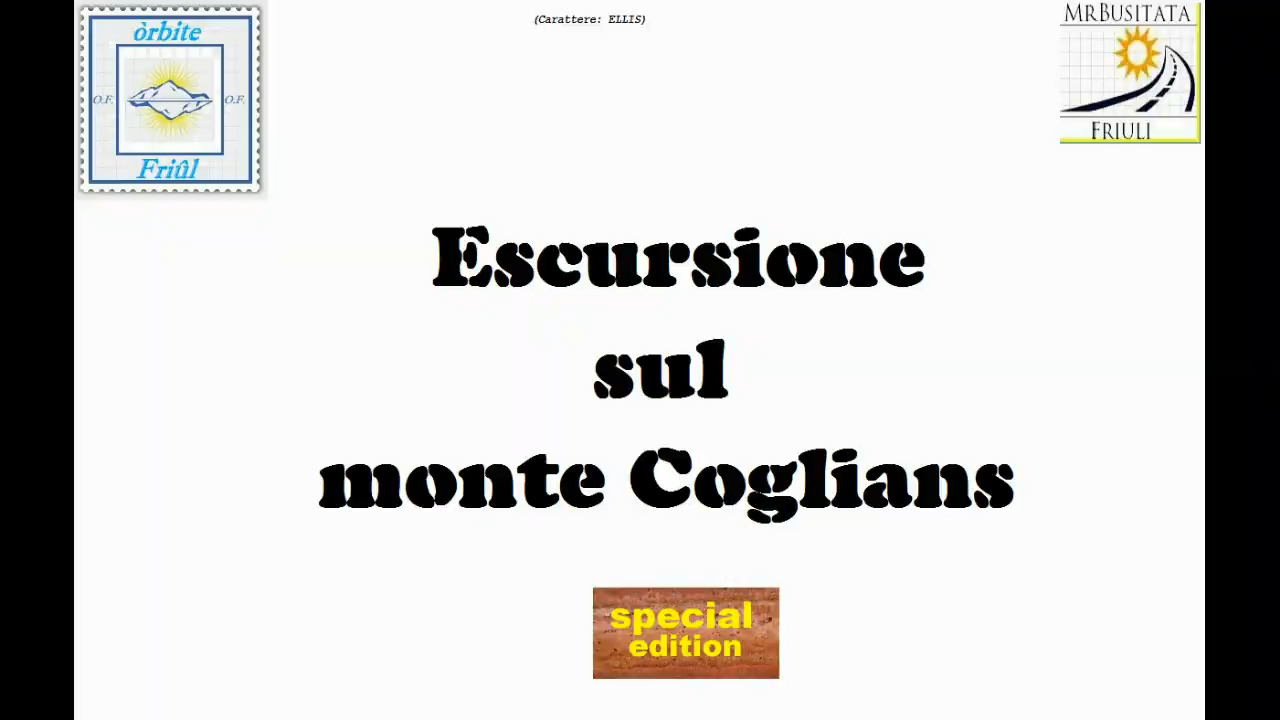 òrbite
O.F.
O.F.
Friûl
(Carattere: ELLIS)
MRBUSITATA
FRIULI
Escursione
sul
monte Coglians
special
edition